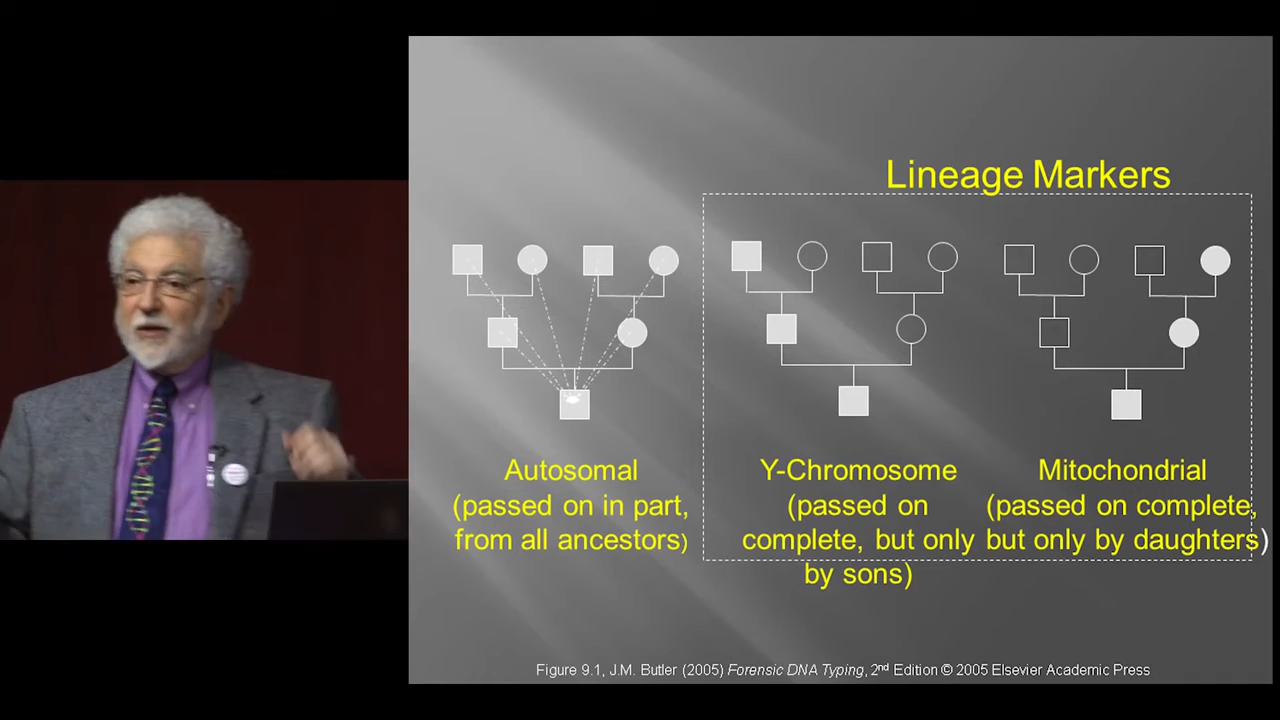 Lineage Markers
Autosomal
(passed on in part,
from all ancestors)
Y-Chromosome
(passed on
complete, but only
by sons)
Mitochondrial
(passed on complete,
but only by daughters)
Figure 9.1, J.M. Butler (2005) Forensic DNA Typing, 2nd Edition © 2005 Elsevier Academic Press